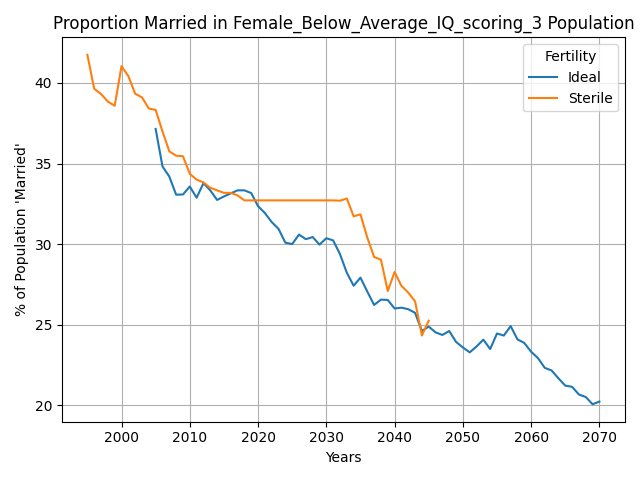 Proportion Married in Female_Below_Average_IQ_scoring_3 Population
Fertility
Ideal
Sterile
% of Population 'Married'
40
35
30
25
20
2000 2010 2020 2030 2040 2050 2060 2070
Years